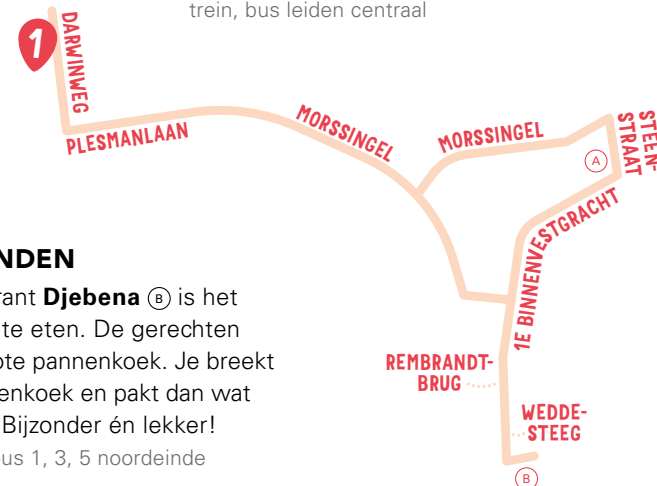 trein, bus leiden centraal
1
DARWINWEG
PLESMANLAAN
MORSSINGEL
MORSSINGEL
STEEN-
STRAAT
A
1E BINNENVESTGRACHT
NDEN
rant Djebena B is het
te eten. De gerechten
ote pannenkoek. Je breekt
enkoek en pakt dan wat
Bijzonder én lekker!
us 1, 3, 5 noordeinde
REMBRANDT-
BRUG
WEDDE-
STEEG
B